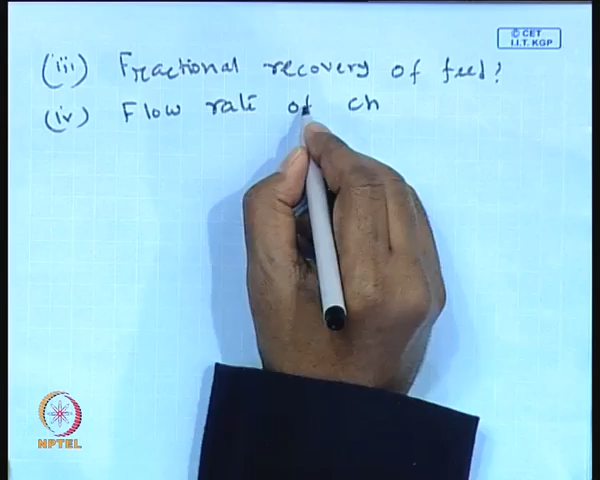 © CET
I.I.T. KGP
(iii) Fractional recovery of feed?
(iv) Flow rate of ch
NPTEL